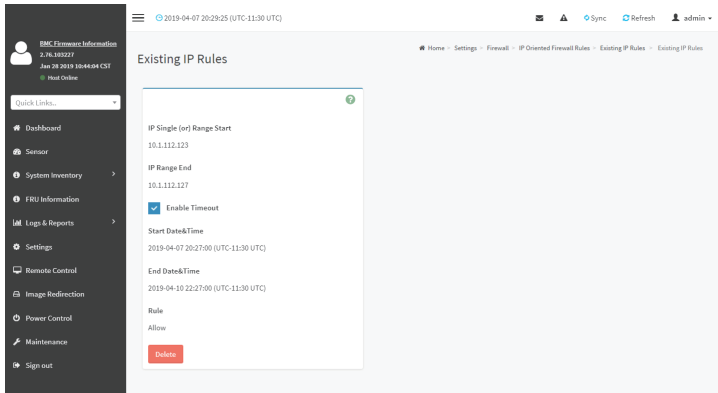 2019-04-07 20:29:25 (UTC-11:30 UTC)
Sync
Refresh
admin
BMC Firmware Information
2.76.103227
Jan 28 2019 10:44:04 CST
Host Online
Quick Links..
Dashboard
Sensor
System Inventory
FRU Information
Logs & Reports
Settings
Remote Control
Image Redirection
Power Control
Maintenance
Sign out
Existing IP Rules
Home > Settings > Firewall > IP Oriented Firewall Rules > Existing IP Rules > Existing IP Rules
IP Single (or) Range Start
10.1.112.123
IP Range End
10.1.112.127
Enable Timeout
Start Date&Time
2019-04-07 20:27:00 (UTC-11:30 UTC)
End Date&Time
2019-04-10 22:27:00 (UTC-11:30 UTC)
Rule
Allow
Delete